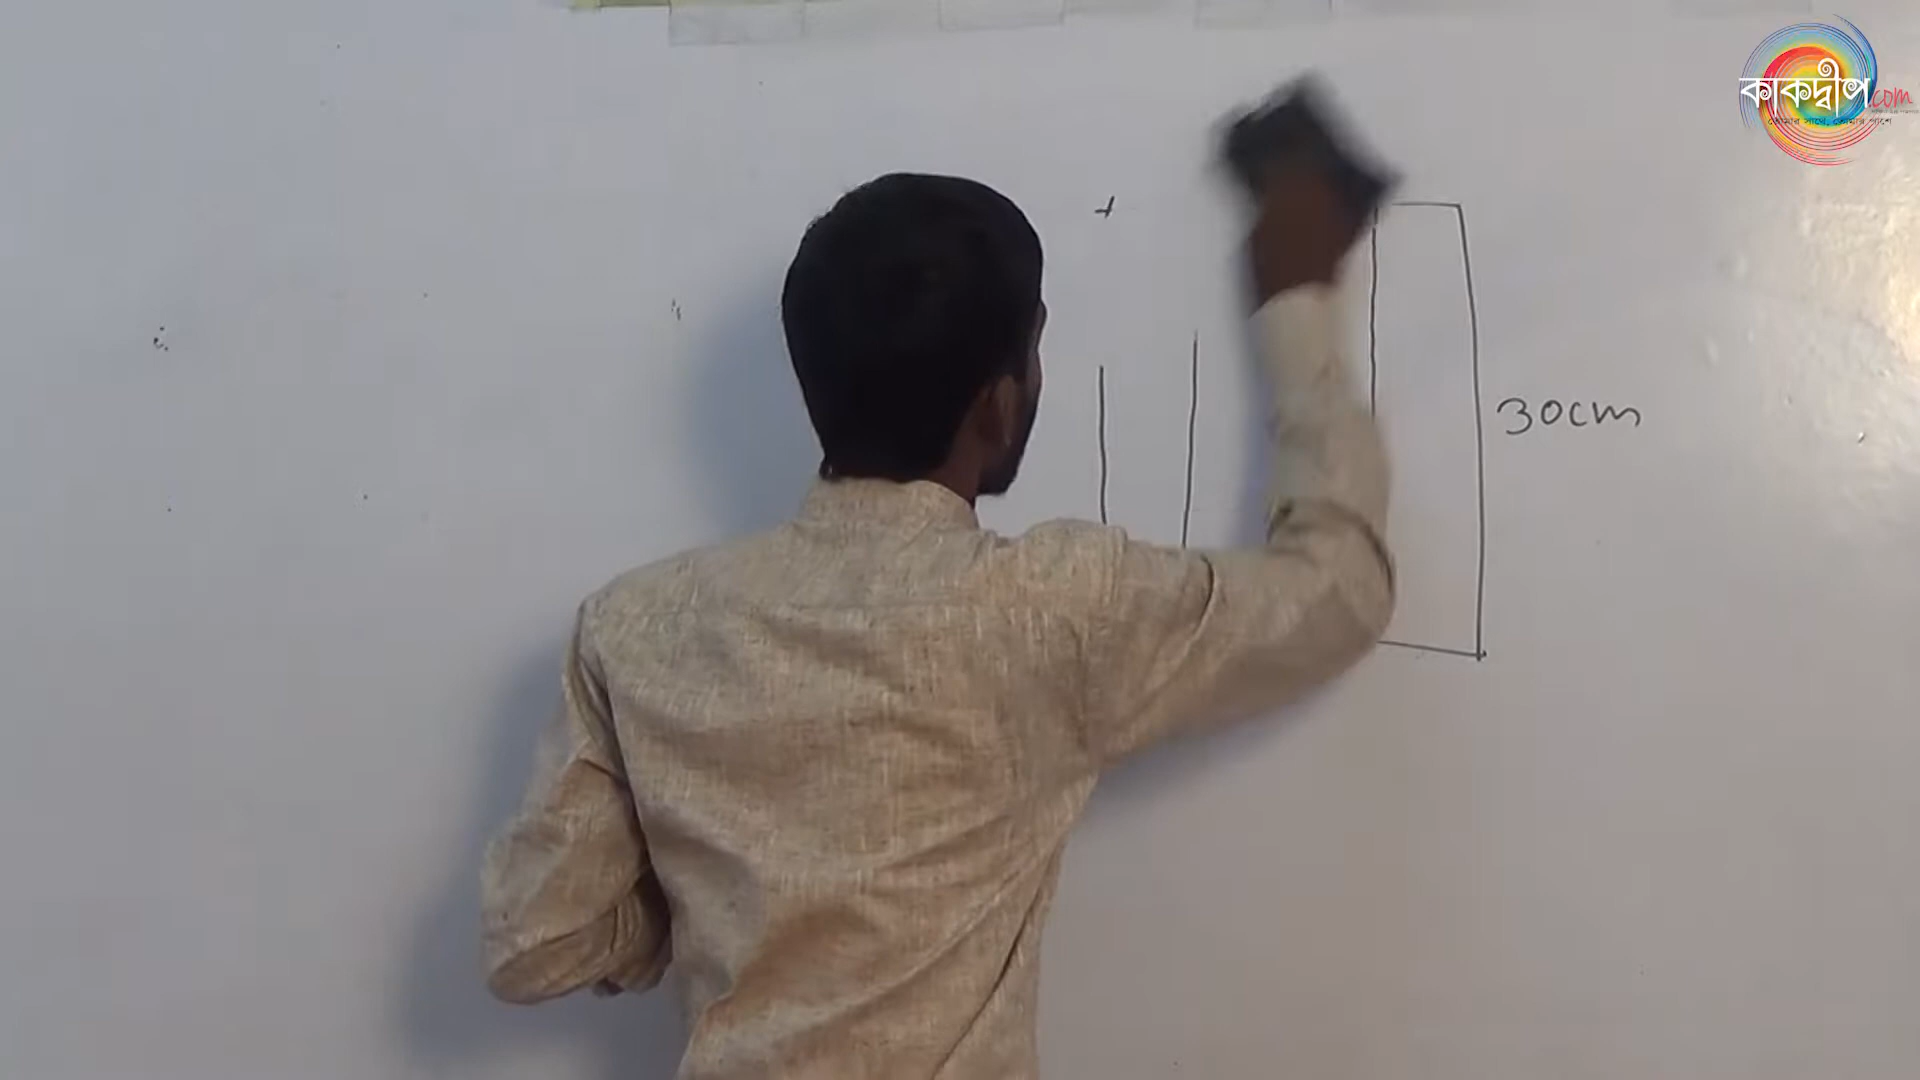 কাকদ্বীপ.com
তোমার সাথে, তোমার পাশে
30cm